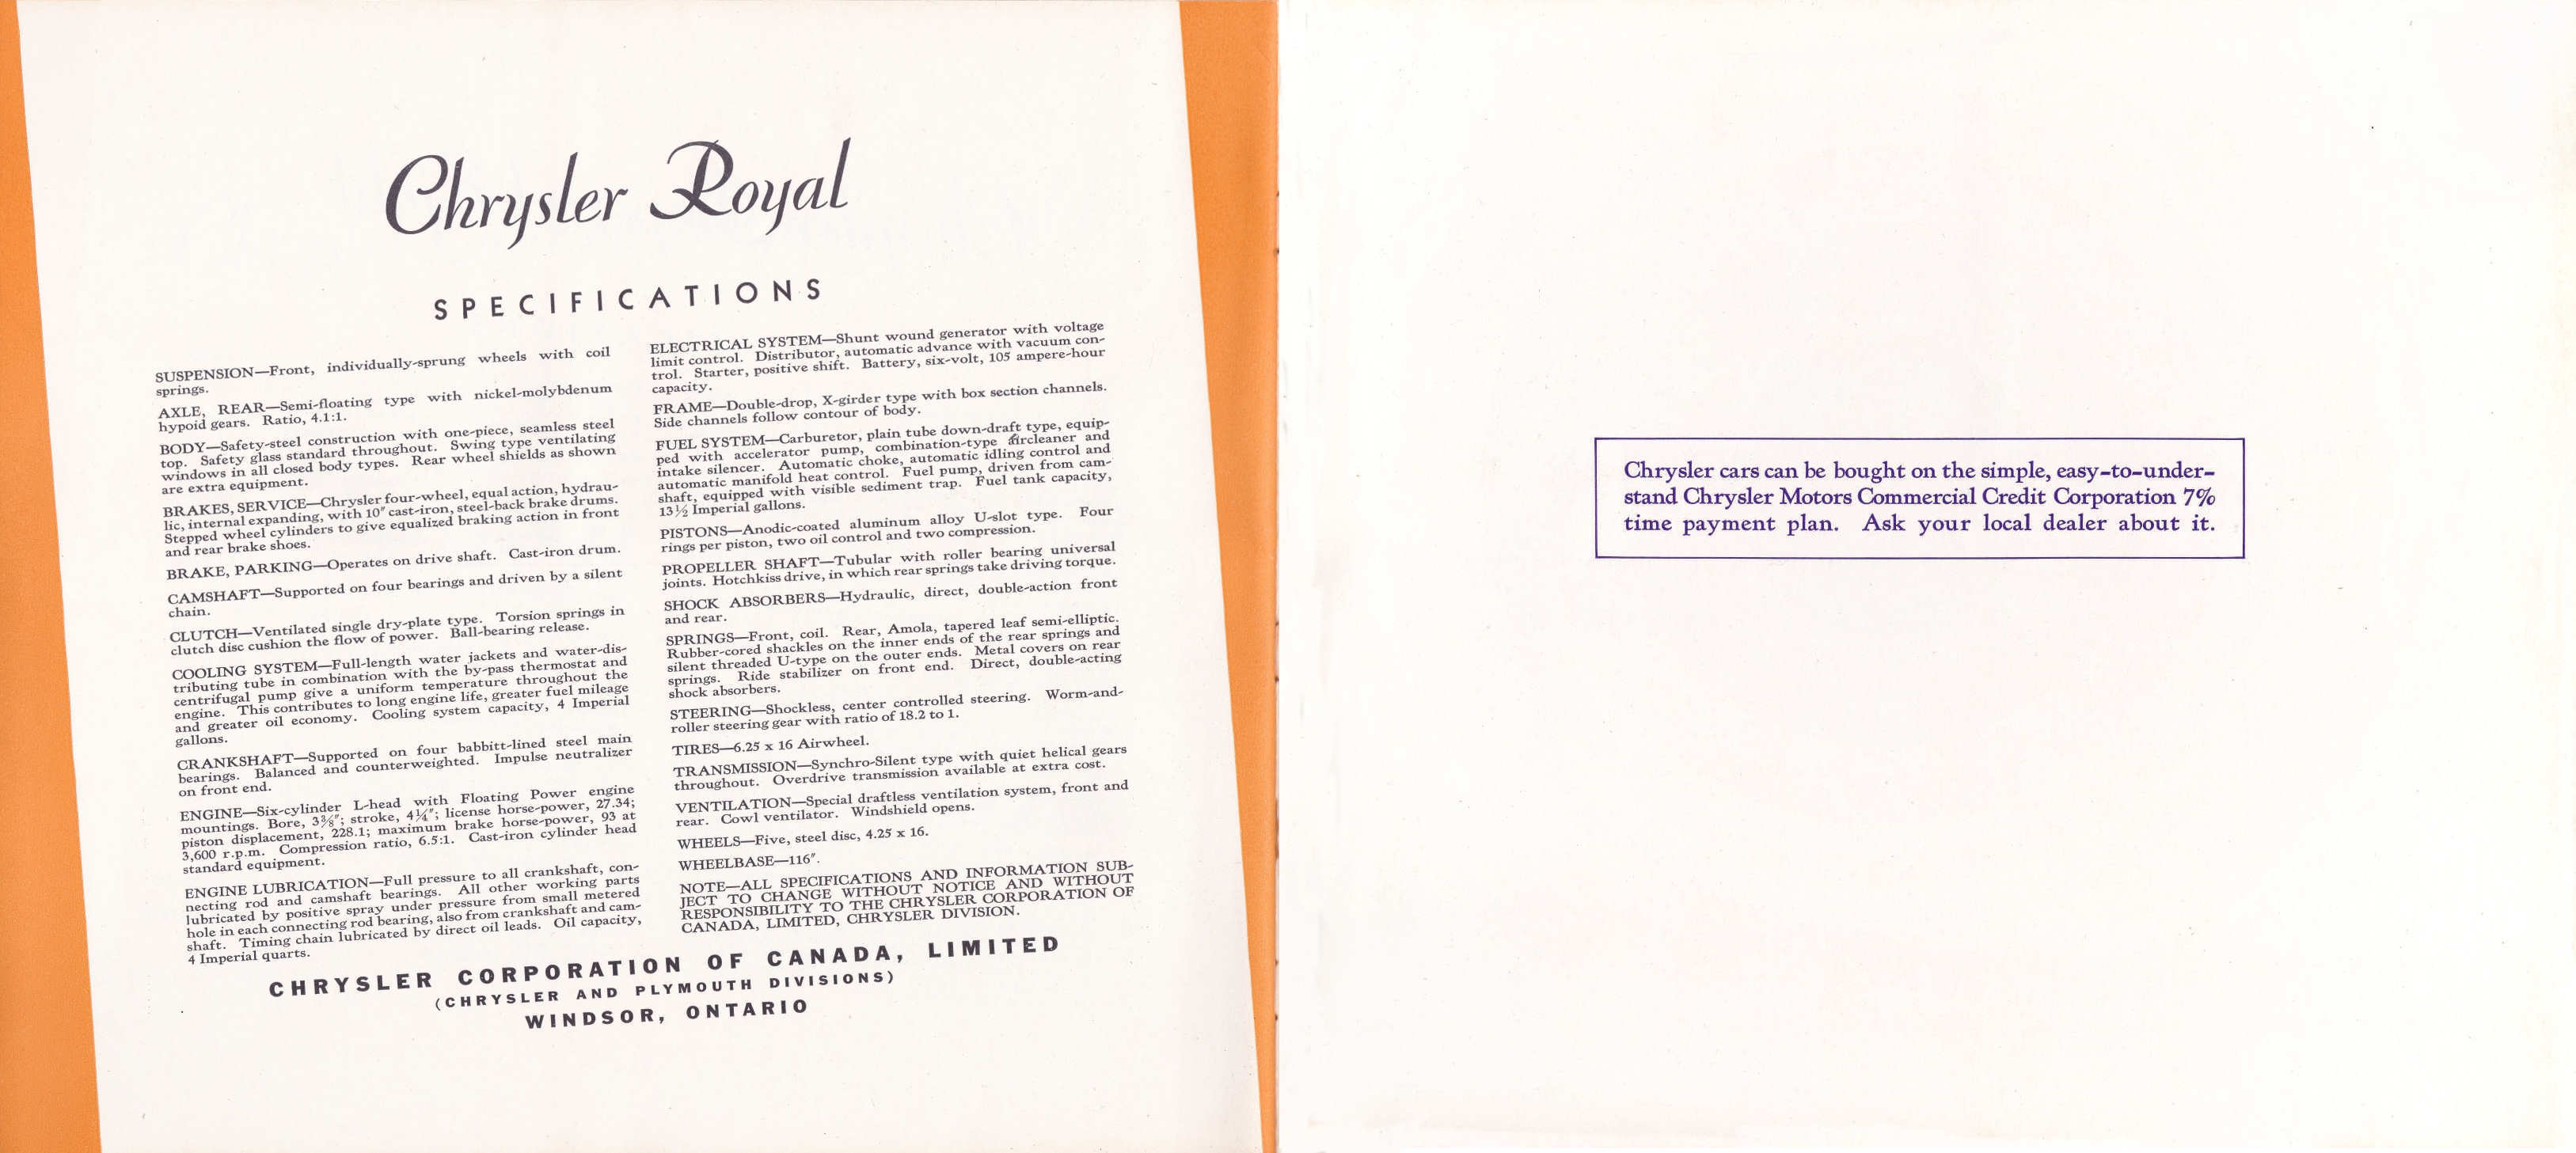 Chrysler Royal
SPECIFICATIONS
SUSPENSION—Front, individually-sprung wheels with coil
springs.
AXLE, REAR—Semi-floating type with nickel-molybdenum
hypoid gears. Ratio, 4.1:1.
BODY—Safety-steel construction with one-piece, seamless steel
top. Safety glass standard throughout. Swing type ventilating
windows in all closed body types. Rear wheel shields as shown
are extra equipment.
BRAKES, SERVICE—Chrysler four-wheel, equal action, hydrau-
lic, internal expanding, with 10" cast-iron, steel-back brake drums.
Stepped wheel cylinders to give equalized braking action in front
and rear brake shoes.
BRAKE, PARKING—Operates on drive shaft. Cast-iron drum.
CAMSHAFT—Supported on four bearings and driven by a silent
chain.
CLUTCH—Ventilated single dry-plate type. Torsion springs in
clutch disc cushion the flow of power. Ball-bearing release.
COOLING SYSTEM—Full-length water jackets and water-dis-
tributing tube in combination with the by-pass thermostat and
centrifugal pump give a uniform temperature throughout the
engine. This contributes to long engine life, greater fuel mileage
and greater oil economy. Cooling system capacity, 4 Imperial
gallons.
CRANKSHAFT—Supported on four babbitt-lined steel main
bearings. Balanced and counterweighted. Impulse neutralizer
on front end.
ENGINE—Six-cylinder L-head with Floating Power engine
mountings. Bore, 3⅜"; stroke, 4¼"; license horse-power, 27.34;
piston displacement, 228.1; maximum brake horse-power, 93 at
3,600 r.p.m. Compression ratio, 6.5:1. Cast-iron cylinder head
standard equipment.
ENGINE LUBRICATION—Full pressure to all crankshaft, con-
necting rod and camshaft bearings. All other working parts
lubricated by positive spray under pressure from small metered
hole in each connecting rod bearing, also from crankshaft and cam-
shaft. Timing chain lubricated by direct oil leads. Oil capacity,
4 Imperial quarts.
ELECTRICAL SYSTEM—Shunt wound generator with voltage
limit control. Distributor, automatic advance with vacuum con-
trol. Starter, positive shift. Battery, six-volt, 105 ampere-hour
capacity.
FRAME—Double-drop, X-girder type with box section channels.
Side channels follow contour of body.
FUEL SYSTEM—Carburetor, plain tube down-draft type, equip-
ped with accelerator pump, combination-type aircleaner and
intake silencer. Automatic choke, automatic idling control and
automatic manifold heat control. Fuel pump, driven from cam-
shaft, equipped with visible sediment trap. Fuel tank capacity,
13½ Imperial gallons.
PISTONS—Anodic-coated aluminum alloy U-slot type. Four
rings per piston, two oil control and two compression.
PROPELLER SHAFT—Tubular with roller bearing universal
joints. Hotchkiss drive, in which rear springs take driving torque.
SHOCK ABSORBERS—Hydraulic, direct, double-action front
and rear.
SPRINGS—Front, coil. Rear, Amola, tapered leaf semi-elliptic.
Rubber-cored shackles on the inner ends of the rear springs and
silent threaded U-type on the outer ends. Metal covers on rear
springs. Ride stabilizer on front end. Direct, double-acting
shock absorbers.
STEERING—Shockless, center controlled steering. Worm-and-
roller steering gear with ratio of 18.2 to 1.
TIRES—6.25 x 16 Airwheel.
TRANSMISSION—Synchro-Silent type with quiet helical gears
throughout. Overdrive transmission available at extra cost.
VENTILATION—Special draftless ventilation system, front and
rear. Cowl ventilator. Windshield opens.
WHEELS—Five, steel disc, 4.25 x 16.
WHEELBASE—116".
NOTE—ALL SPECIFICATIONS AND INFORMATION SUB-
JECT TO CHANGE WITHOUT NOTICE AND WITHOUT
RESPONSIBILITY TO THE CHRYSLER CORPORATION OF
CANADA, LIMITED, CHRYSLER DIVISION.
CHRYSLER CORPORATION OF CANADA, LIMITED
(CHRYSLER AND PLYMOUTH DIVISIONS)
WINDSOR, ONTARIO
Chrysler cars can be bought on the simple, easy-to-under-
stand Chrysler Motors Commercial Credit Corporation 7%
time payment plan. Ask your local dealer about it.